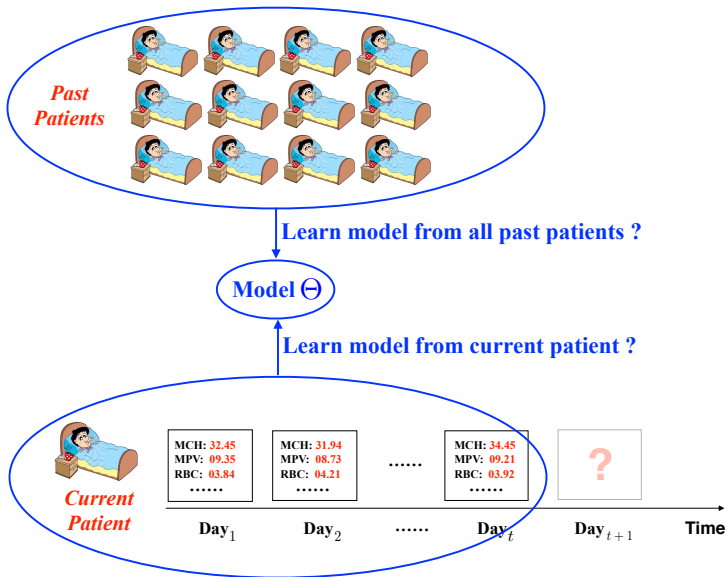 Past
Patients
Learn model from all past patients ?
Model Θ
Learn model from current patient ?
Current
Patient
MCH: 32.45
MPV: 09.35
RBC: 03.84
......
MCH: 31.94
MPV: 08.73
RBC: 04.21
......
......
MCH: 34.45
MPV: 09.21
RBC: 03.92
......
?
Day₁ Day₂ ...... Dayₜ Dayₜ₊₁ Time